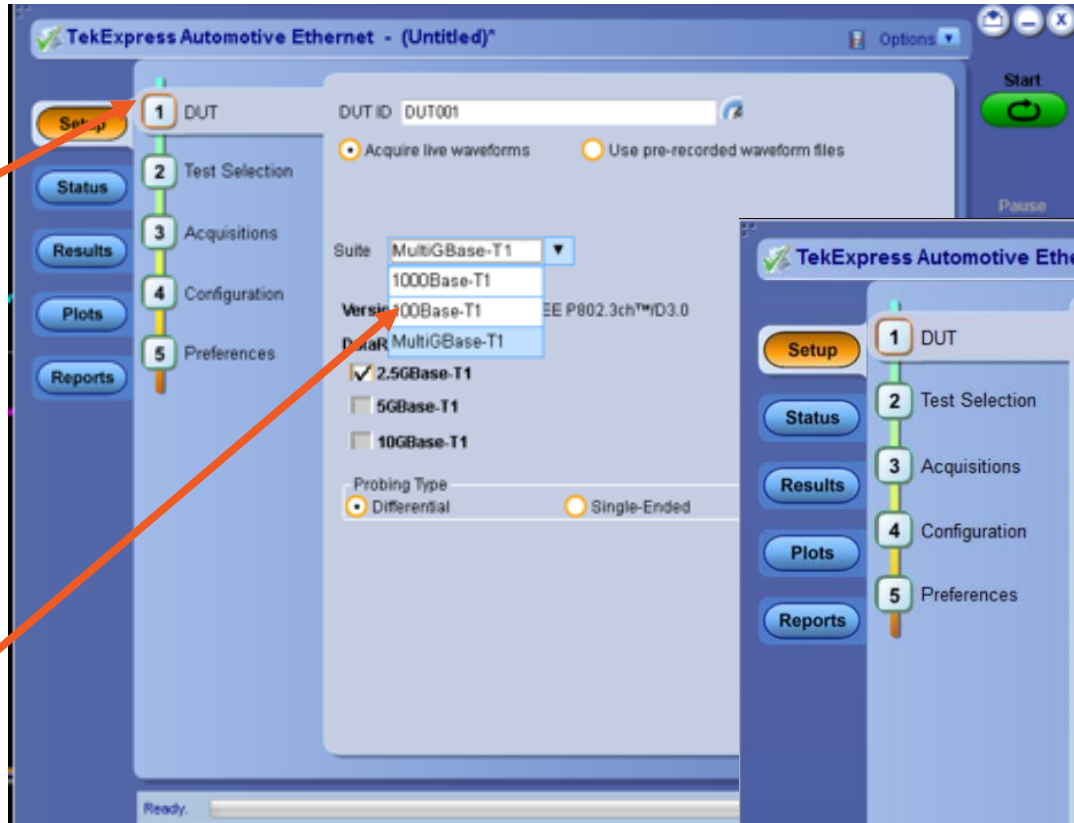 TekExpress Automotive Ethernet - (Untitled)*
Options
Start
Setup
1 DUT
DUT ID DUT001
Acquire live waveforms
Use pre-recorded waveform files
2 Test Selection
Status
Pause
3 Acquisitions
Results
Suite MultiGBase-T1
1000Base-T1
4 Configuration
Plots
100Base-T1
EE P802.3ch™/D3.0
MultiGBase-T1
5 Preferences
Reports
2.5GBase-T1
5GBase-T1
10GBase-T1
Probing Type
Differential
Single-Ended
Ready.
TekExpress Automotive Ethe
Setup
1 DUT
2 Test Selection
Status
3 Acquisitions
Results
4 Configuration
Plots
5 Preferences
Reports